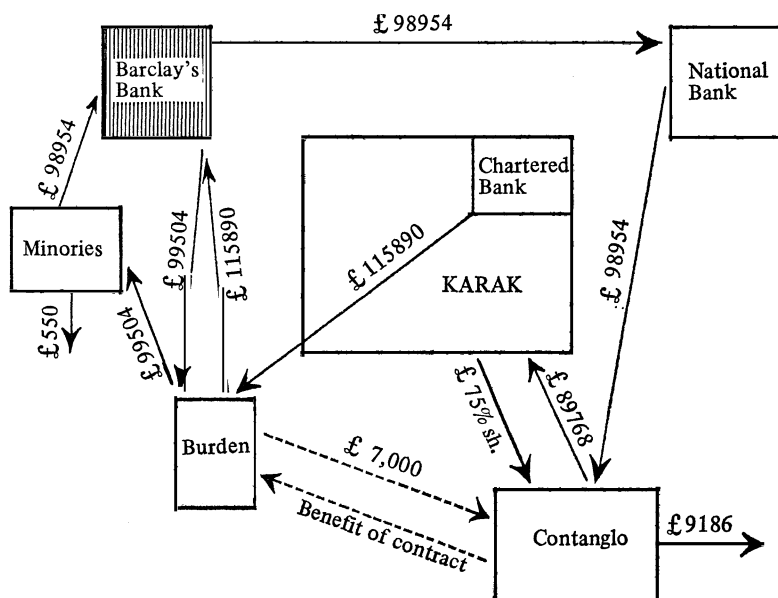 £ 98954
Barclay's
Bank
National
Bank
£ 98954
Chartered
Bank
Minories
£ 99504
£ 115890
£ 115890
KARAK
£ 98954
£550
£99504
£ 75% sh.
£ 89768
Burden
£ 7,000
Benefit of contract
Contanglo
£9186